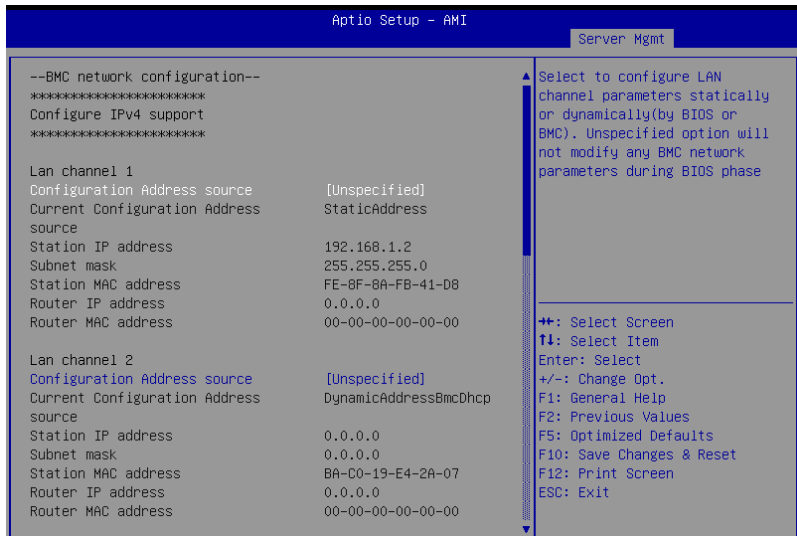 Aptio Setup – AMI
Server Mgmt
--BMC network configuration--
***********************
Configure IPv4 support
***********************
Lan channel 1
Configuration Address source [Unspecified]
Current Configuration Address StaticAddress
source
Station IP address 192.168.1.2
Subnet mask 255.255.255.0
Station MAC address FE-8F-8A-FB-41-D8
Router IP address 0.0.0.0
Router MAC address 00-00-00-00-00-00
Lan channel 2
Configuration Address source [Unspecified]
Current Configuration Address DynamicAddressBmcDhcp
source
Station IP address 0.0.0.0
Subnet mask 0.0.0.0
Station MAC address BA-C0-19-E4-2A-07
Router IP address 0.0.0.0
Router MAC address 00-00-00-00-00-00
Select to configure LAN
channel parameters statically
or dynamically(by BIOS or
BMC). Unspecified option will
not modify any BMC network
parameters during BIOS phase
→←: Select Screen
↑↓: Select Item
Enter: Select
+/-: Change Opt.
F1: General Help
F2: Previous Values
F5: Optimized Defaults
F10: Save Changes & Reset
F12: Print Screen
ESC: Exit